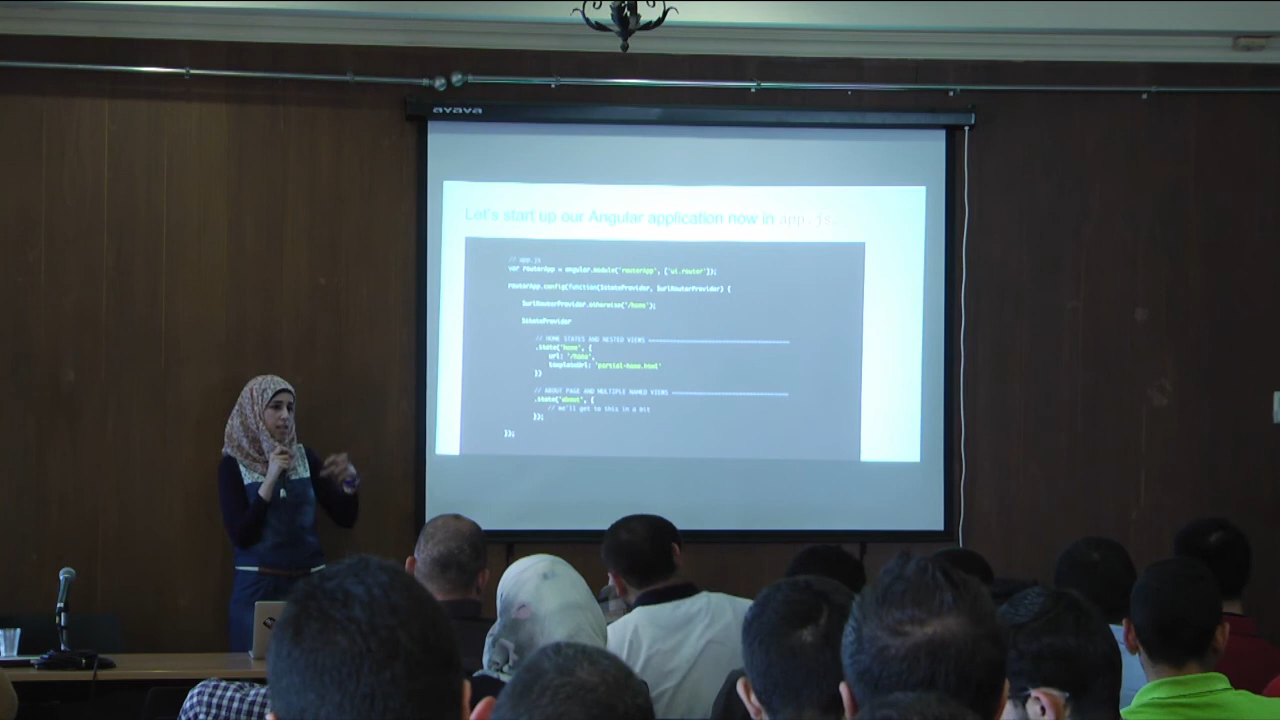 AVAYA
Let's start up our Angular application now in app.js.
// app.js
var routerApp = angular.module('routerApp', ['ui.router']);
routerApp.config(function($stateProvider, $urlRouterProvider) {
$urlRouterProvider.otherwise('/home');
$stateProvider
// HOME STATES AND NESTED VIEWS ========================================
.state('home', {
url: '/home',
templateUrl: 'partial-home.html'
})
// ABOUT PAGE AND MULTIPLE NAMED VIEWS =================================
.state('about', {
// we'll get to this in a bit
});
});